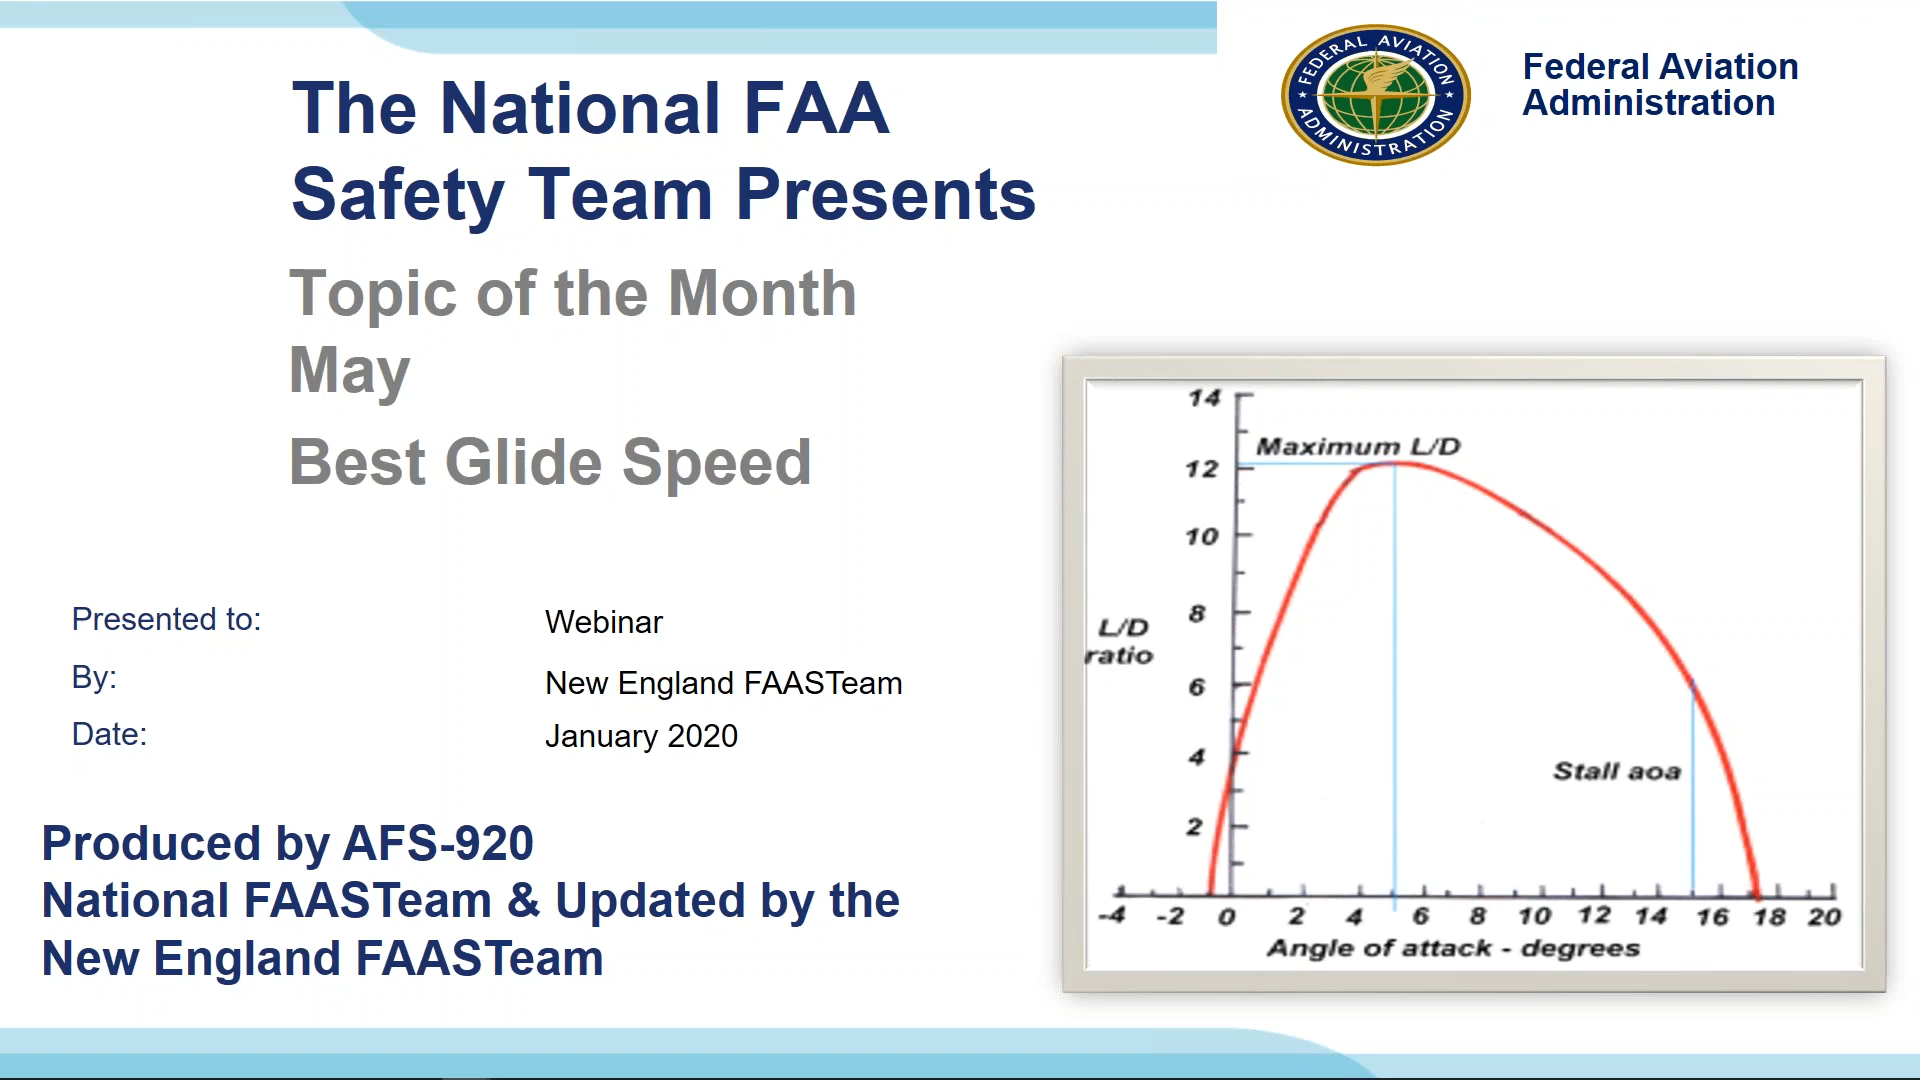 The National FAA
Safety Team Presents
Topic of the Month
May
Best Glide Speed
FEDERAL AVIATION
ADMINISTRATION
Federal Aviation
Administration
Presented to:
Webinar
By:
New England FAASTeam
Date:
January 2020
Produced by AFS-920
National FAASTeam & Updated by the
New England FAASTeam
14
Maximum L/D
12
10
8
L/D
ratio
6
4
Stall aoa
2
-4 -2 0 2 4 6 8 10 12 14 16 18 20
Angle of attack - degrees